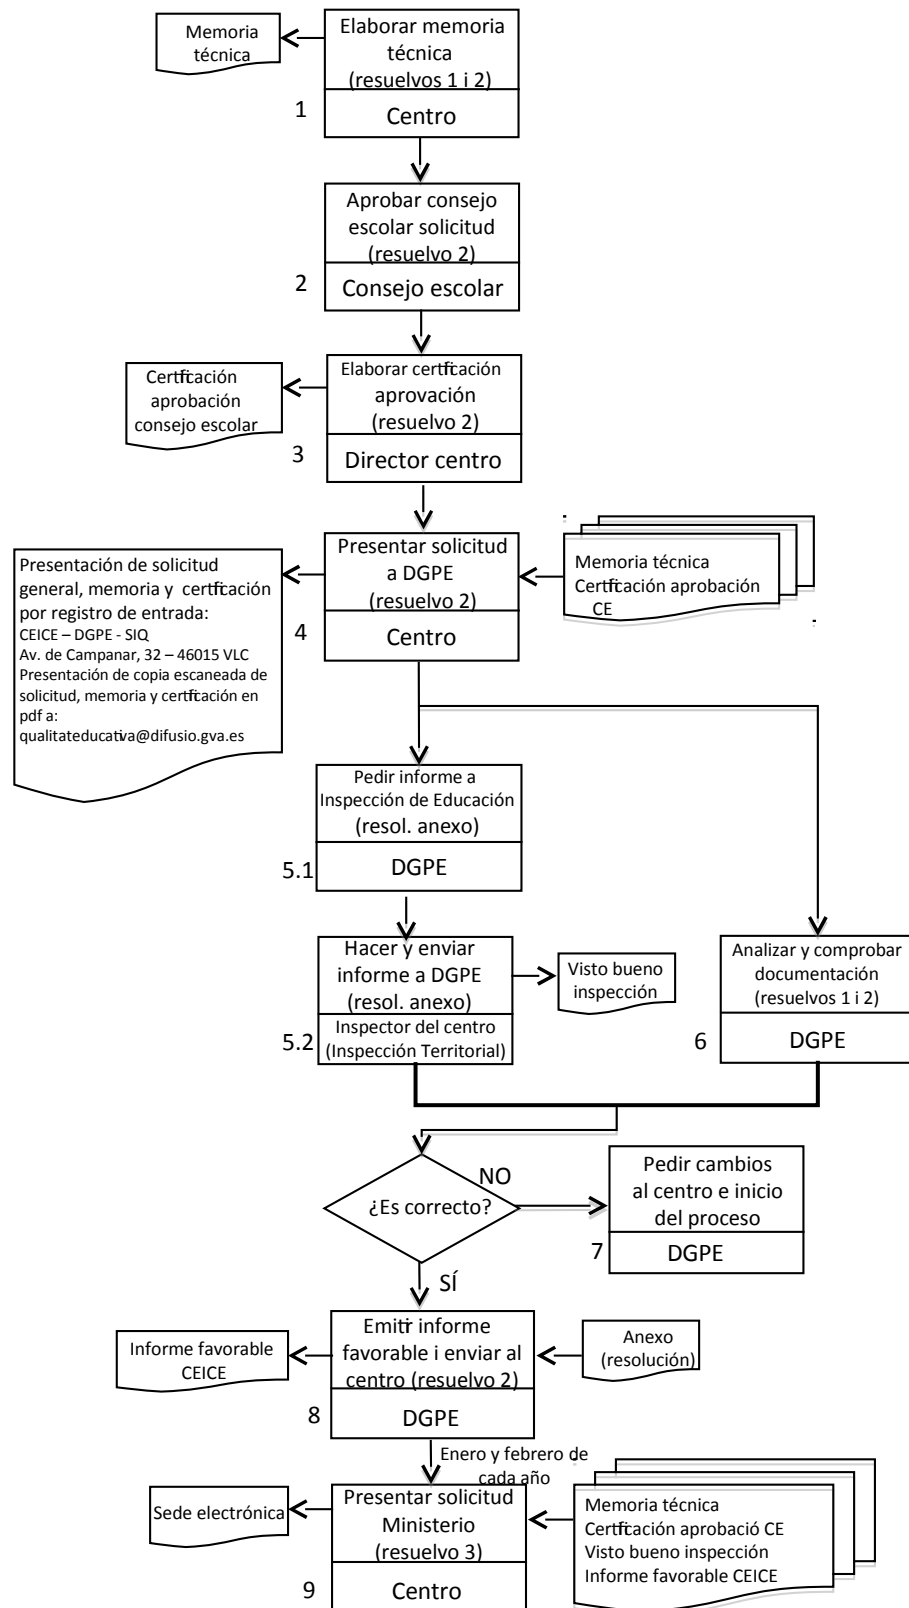 Memoria
técnica
Elaborar memoria
técnica
(resuelvos 1 i 2)
1
Centro
Aprobar consejo
escolar solicitud
(resuelvo 2)
2
Consejo escolar
Certficación
aprobación
consejo escolar
Elaborar certficación
aprovación
(resuelvo 2)
3
Director centro
Presentación de solicitud
general, memoria y certficación
por registro de entrada:
CEICE – DGPE - SIQ
Av. de Campanar, 32 – 46015 VLC
Presentación de copia escaneada de
solicitud, memoria y certficación en
pdf a:
qualitateducativa@difusio.gva.es
Presentar solicitud
a DGPE
(resuelvo 2)
4
Centro
Memoria técnica
Certficación aprobación
CE
Pedir informe a
Inspección de Educación
(resol. anexo)
5.1
DGPE
Hacer y enviar
informe a DGPE
(resol. anexo)
5.2
Inspector del centro
(Inspección Territorial)
Visto bueno
inspección
Analizar y comprobar
documentación
(resuelvos 1 i 2)
6
DGPE
¿Es correcto?
NO
Pedir cambios
al centro e inicio
del proceso
7
DGPE
SÍ
Informe favorable
CEICE
Emitir informe
favorable i enviar al
centro (resuelvo 2)
8
DGPE
Anexo
(resolución)
Enero y febrero de
cada año
Sede electrónica
Presentar solicitud
Ministerio
(resuelvo 3)
9
Centro
Memoria técnica
Certficación aprobació CE
Visto bueno inspección
Informe favorable CEICE